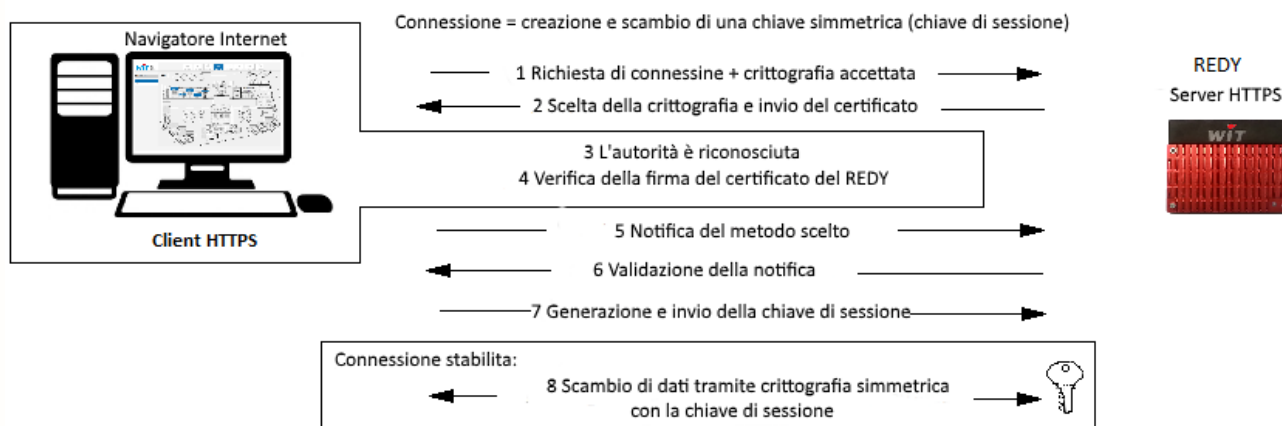 Connessione = creazione e scambio di una chiave simmetrica (chiave di sessione)
Navigatore Internet
1 Richiesta di connessine + crittografia accettata
REDY
2 Scelta della crittografia e invio del certificato
Server HTTPS
WIT
3 L'autorità è riconosciuta
4 Verifica della firma del certificato del REDY
Client HTTPS
5 Notifica del metodo scelto
6 Validazione della notifica
7 Generazione e invio della chiave di sessione
Connessione stabilita:
8 Scambio di dati tramite crittografia simmetrica
con la chiave di sessione